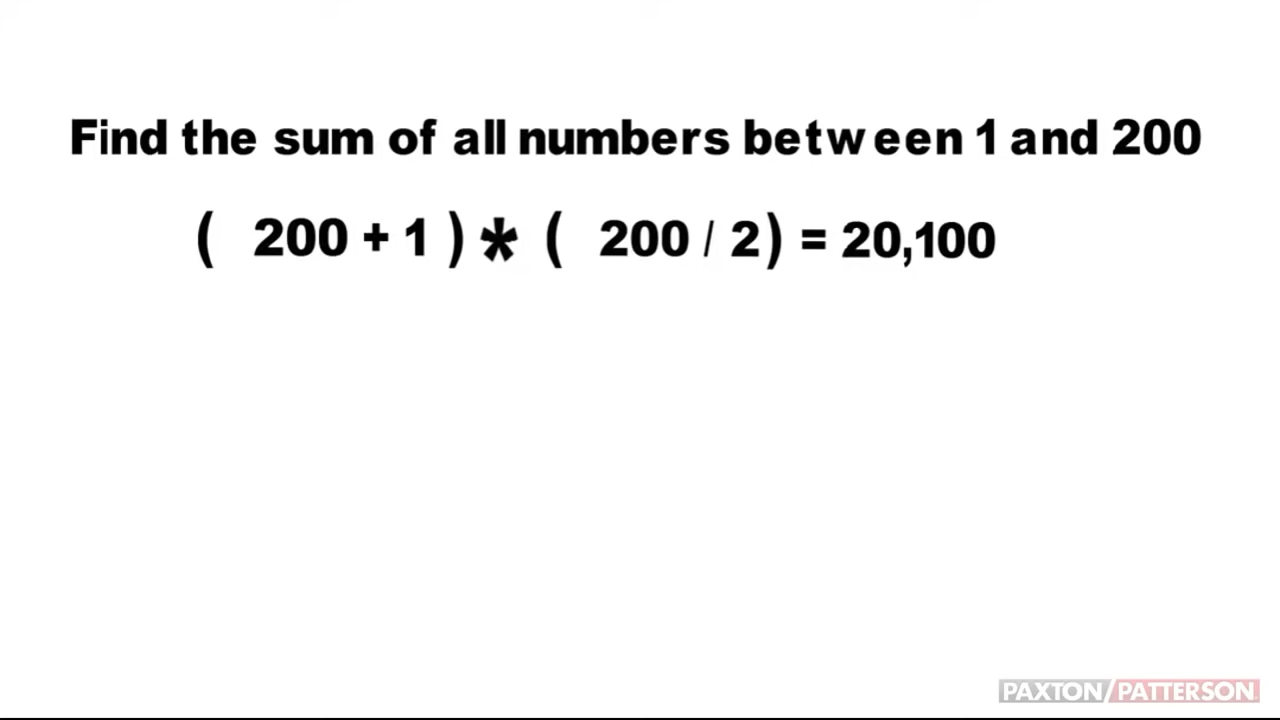 Find the sum of all numbers between 1 and 200
( 200 + 1 ) * ( 200 / 2 ) = 20,100
PAXTON/PATTERSON